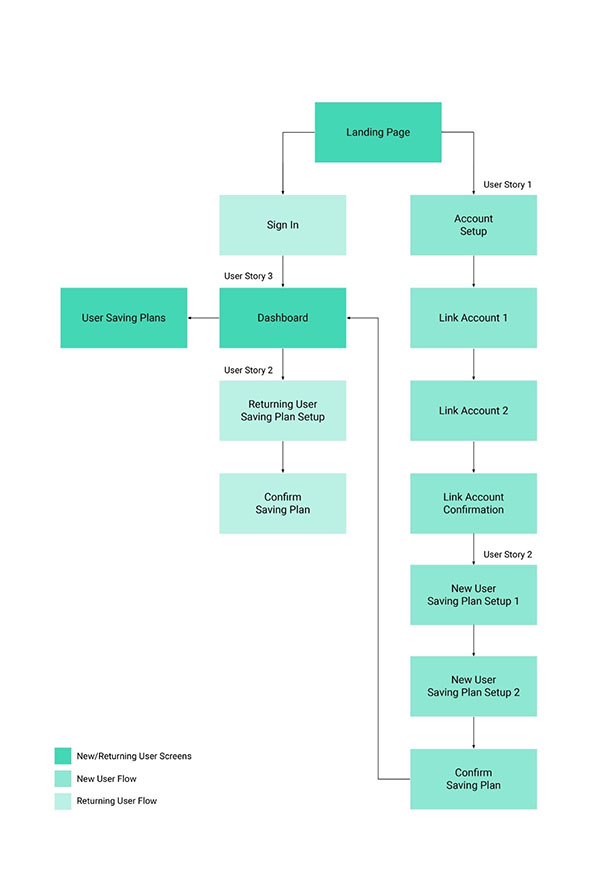 Landing Page
User Story 1
Sign In
Account
Setup
User Story 3
User Saving Plans
Dashboard
Link Account 1
User Story 2
Returning User
Saving Plan Setup
Link Account 2
Confirm
Saving Plan
Link Account
Confirmation
User Story 2
New User
Saving Plan Setup 1
New User
Saving Plan Setup 2
Confirm
Saving Plan
New/Returning User Screens
New User Flow
Returning User Flow